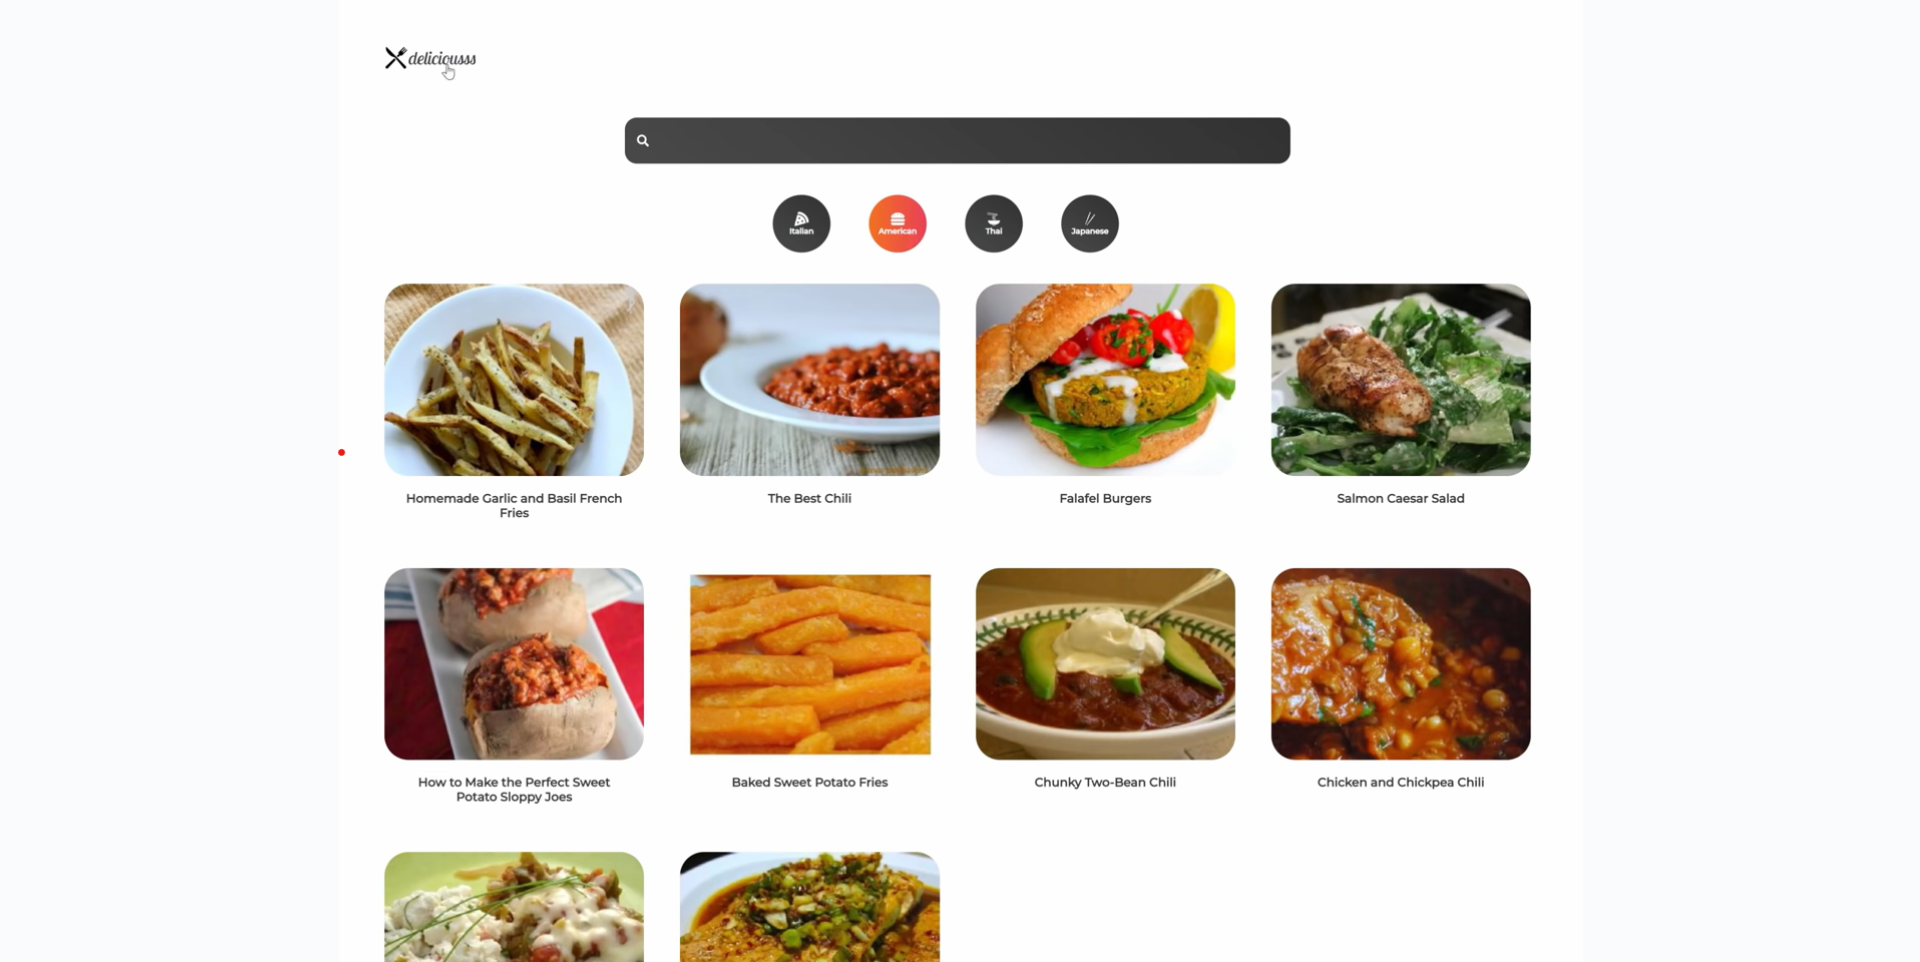 deliciousss
Italian
American
Thai
Japanese
Homemade Garlic and Basil French
Fries
The Best Chili
Falafel Burgers
Salmon Caesar Salad
How to Make the Perfect Sweet
Potato Sloppy Joes
Baked Sweet Potato Fries
Chunky Two-Bean Chili
Chicken and Chickpea Chili